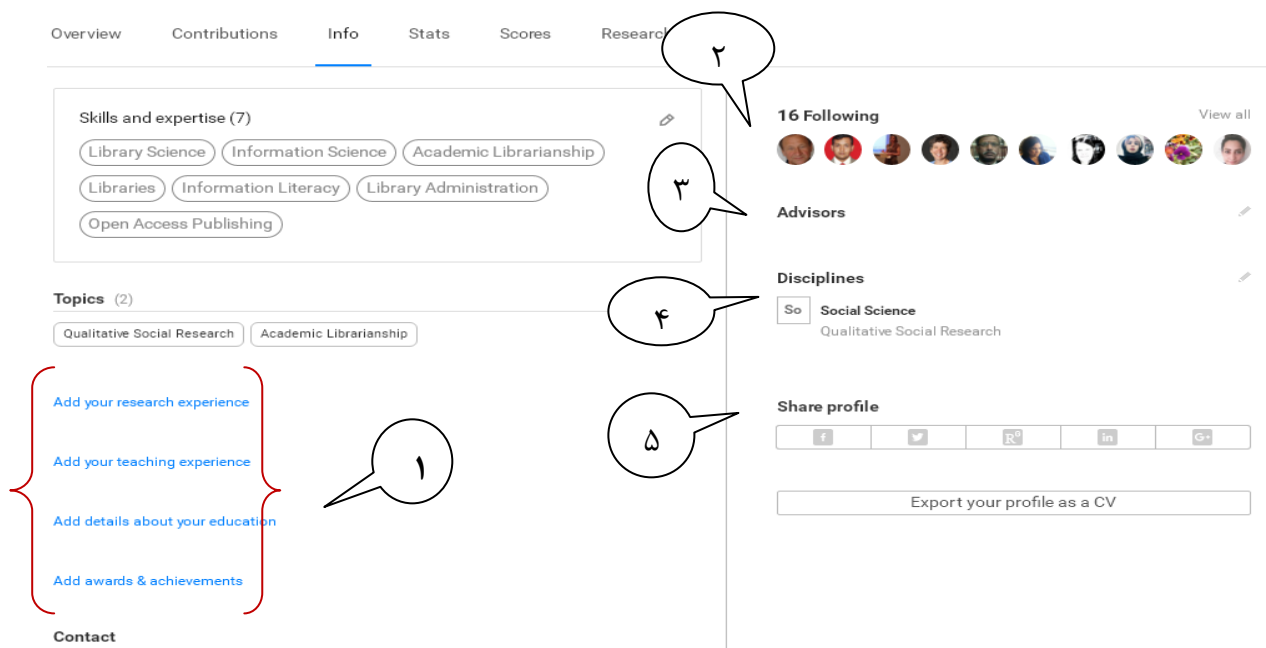 Overview Contributions Info Stats Scores Research
۲
Skills and expertise (7)
Library Science Information Science Academic Librarianship
Libraries Information Literacy Library Administration
Open Access Publishing
Topics (2)
Qualitative Social Research Academic Librarianship
Add your research experience
Add your teaching experience
Add details about your education
Add awards & achievements
۱
Contact
16 Following View all
۳
Advisors
Disciplines
۴
So Social Science
Qualitative Social Research
۵
Share profile
f R^G in G+
Export your profile as a CV